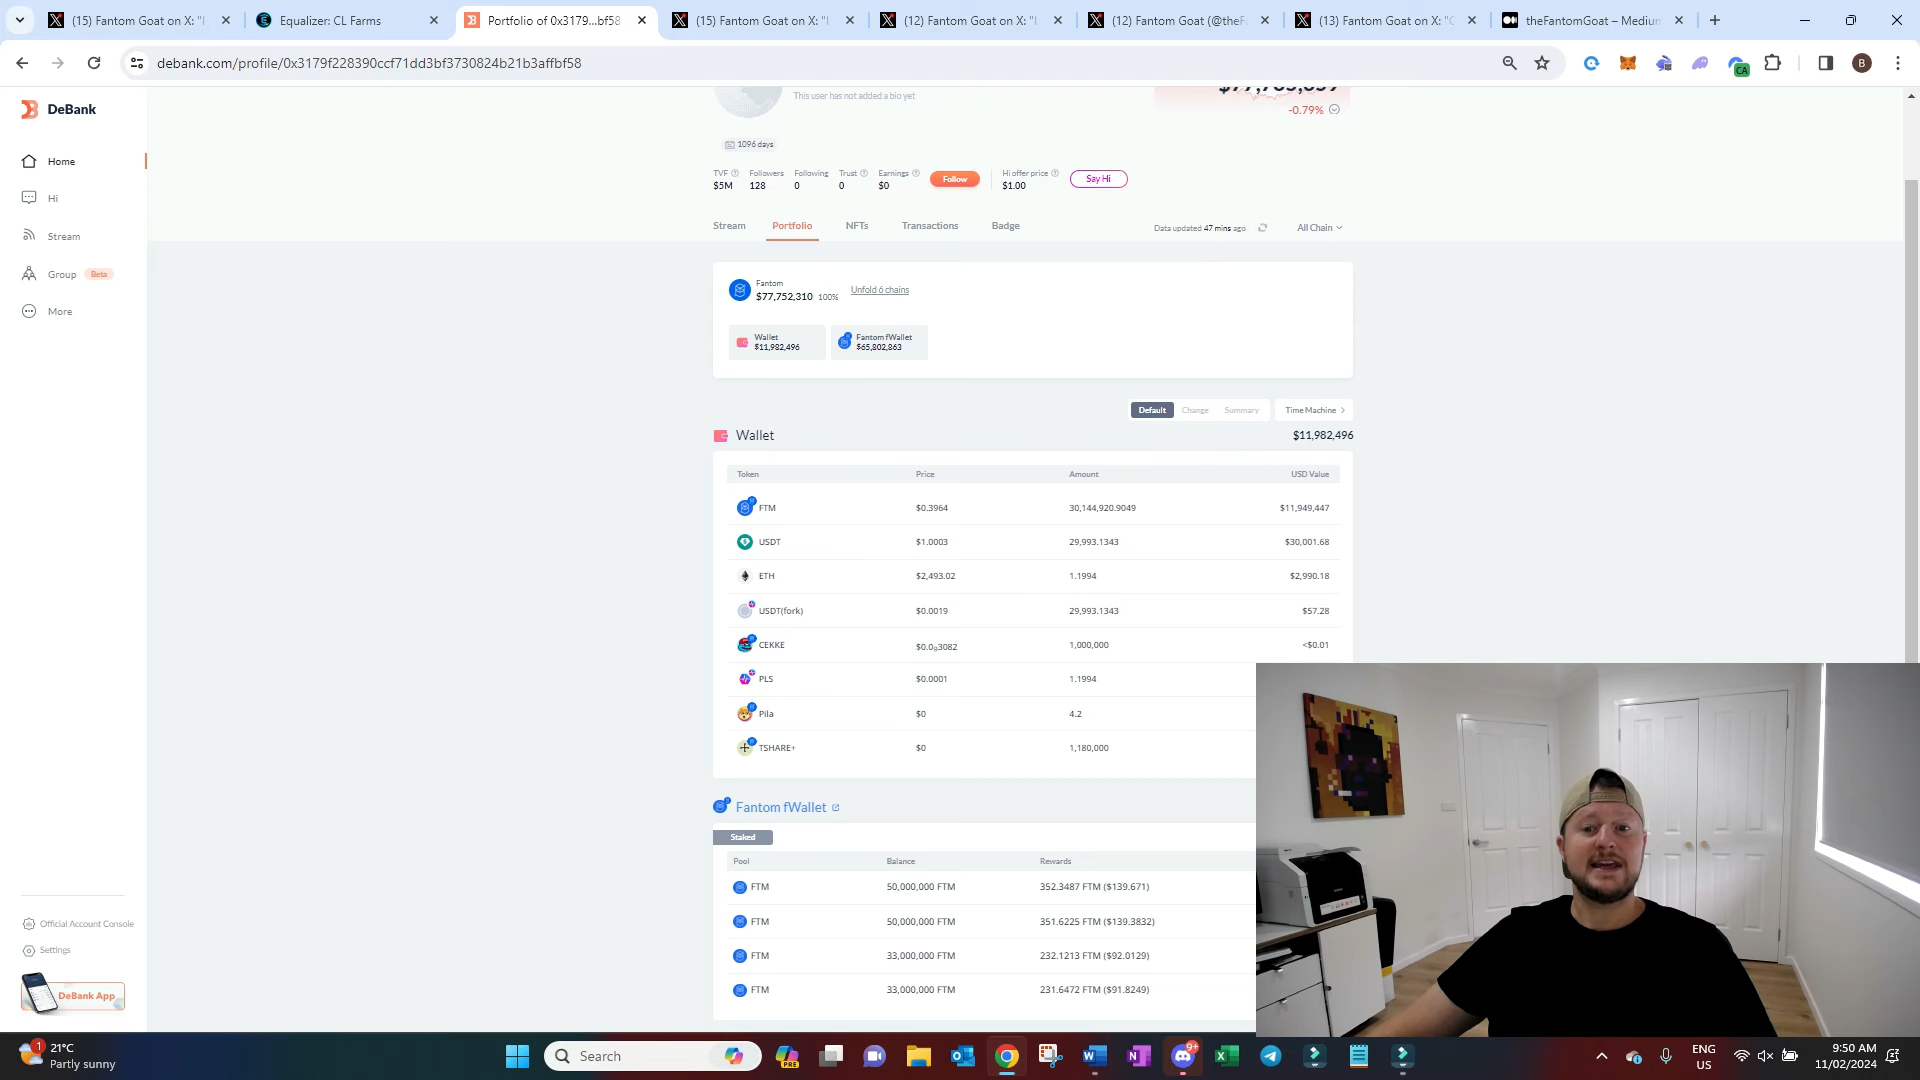 (15) Fantom Goat on X: "I
Equalizer: CL Farms
Portfolio of 0x3179...bf58
(15) Fantom Goat on X: "I
(12) Fantom Goat on X: "I
(12) Fantom Goat (@theFa
(13) Fantom Goat on X: "C
theFantomGoat – Medium
debank.com/profile/0x3179f228390ccf71dd3bf3730824b21b3affbf58
CA
B
DeBank
Home
Hi
Stream
Group Beta
More
This user has not added a bio yet
-0.79%
1096 days
TVF Followers Following Trust Earnings Follow Hi offer price Say Hi
$5M 128 0 0 $0 $1.00
Stream Portfolio NFTs Transactions Badge Data updated 47 mins ago All Chain
Fantom
$77,752,310 100% Unfold 6 chains
Wallet
$11,982,496
Fantom fWallet
$65,802,863
Default Change Summary Time Machine
Wallet $11,982,496
Token Price Amount USD Value
FTM $0.3964 30,144,920.9049 $11,949,447
USDT $1.0003 29,993.1343 $30,001.68
ETH $2,493.02 1.1994 $2,990.18
USDT(fork) $0.0019 29,993.1343 $57.28
CEKKE 1,000,000 <$0.01
PLS $0.0001 1.1994
Pila $0 4.2
TSHARE+ $0 1,180,000
Fantom fWallet
Staked
Pool Balance Rewards
FTM 50,000,000 FTM 352.3487 FTM ($139.671)
FTM 50,000,000 FTM 351.6225 FTM ($139.3832)
FTM 33,000,000 FTM 232.1213 FTM ($92.0129)
FTM 33,000,000 FTM 231.6472 FTM ($91.8249)
Official Account Console
Settings
DeBank App
1
21°C
Partly sunny
Search
PRE
9+
ENG
US
9:50 AM
11/02/2024